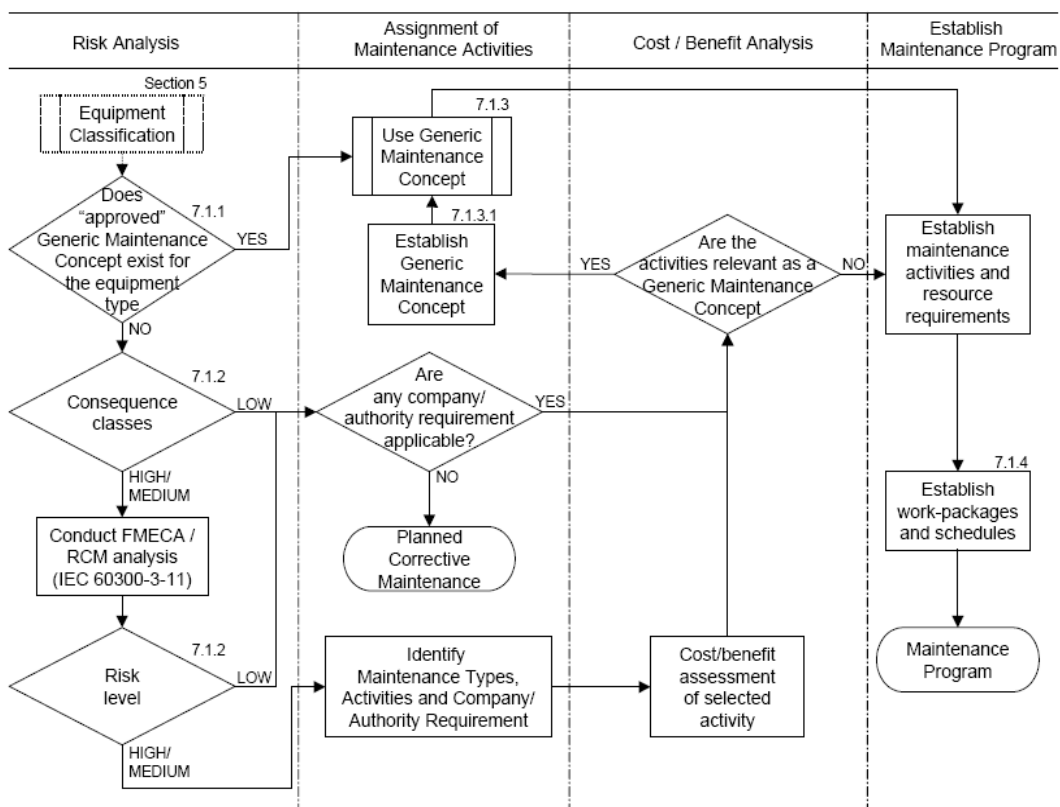 Risk Analysis
Assignment of
Maintenance Activities
Cost / Benefit Analysis
Establish
Maintenance Program
Section 5
Equipment
Classification
7.1.1
Does
“approved”
Generic Maintenance
Concept exist for
the equipment
type
YES
NO
7.1.2
Consequence
classes
LOW
HIGH/
MEDIUM
Conduct FMECA /
RCM analysis
(IEC 60300-3-11)
7.1.2
Risk
level
LOW
HIGH/
MEDIUM
7.1.3
Use Generic
Maintenance
Concept
7.1.3.1
Establish
Generic
Maintenance
Concept
Are
any company/
authority requirement
applicable?
YES
NO
Planned
Corrective
Maintenance
Identify
Maintenance Types,
Activities and Company/
Authority Requirement
Are the
activities relevant as a
Generic Maintenance
Concept
YES
NO
Cost/benefit
assessment
of selected
activity
Establish
maintenance
activities and
resource
requirements
7.1.4
Establish
work-packages
and schedules
Maintenance
Program